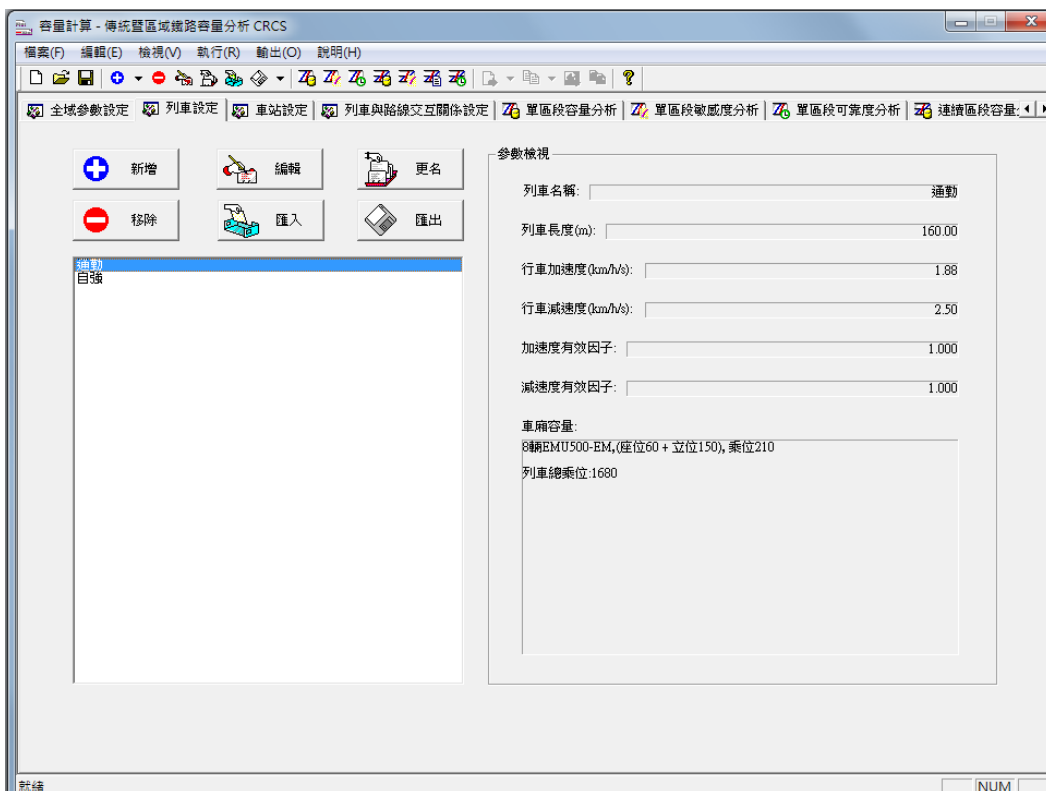 容量計算 - 傳統暨區域鐵路容量分析 CRCS
檔案(F) 編輯(E) 檢視(V) 執行(R) 輸出(O) 說明(H)
全域參數設定 列車設定 車站設定 列車與路線交互關係設定 單區段容量分析 單區段敏感度分析 單區段可靠度分析 連續區段容量
新增 編輯 更名
移除 匯入 匯出
通勤
自強
參數檢視
列車名稱: 通勤
列車長度(m): 160.00
行車加速度(km/h/s): 1.88
行車減速度(km/h/s): 2.50
加速度有效因子: 1.000
減速度有效因子: 1.000
車廂容量:
8輛EMU500-EM,(座位60 + 立位150), 乘位210
列車總乘位:1680
就緒 NUM